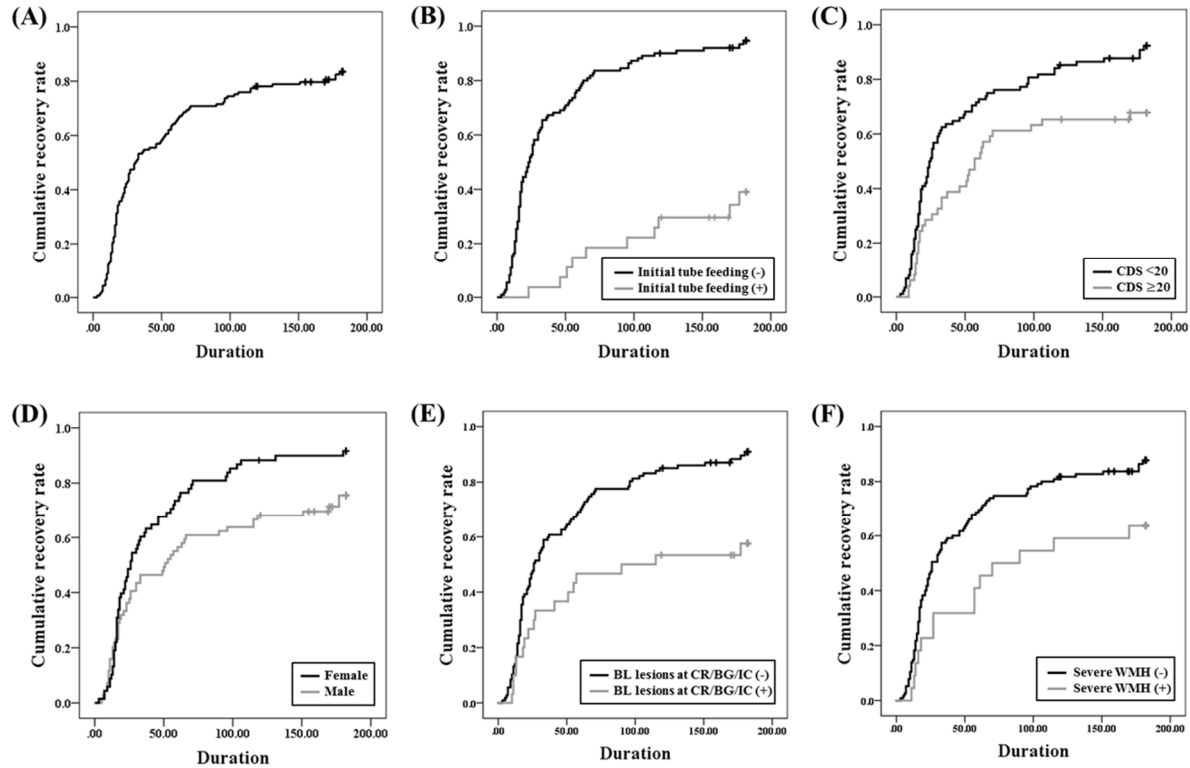 (A)
1.0
0.8
0.6
0.4
0.2
0.0
Cumulative recovery rate
.00 50.00 100.00 150.00 200.00
Duration
(B)
1.0
0.8
0.6
0.4
0.2
0.0
Cumulative recovery rate
Initial tube feeding (-)
Initial tube feeding (+)
.00 50.00 100.00 150.00 200.00
Duration
(C)
1.0
0.8
0.6
0.4
0.2
0.0
Cumulative recovery rate
CDS <20
CDS ≥20
.00 50.00 100.00 150.00 200.00
Duration
(D)
1.0
0.8
0.6
0.4
0.2
0.0
Cumulative recovery rate
Female
Male
.00 50.00 100.00 150.00 200.00
Duration
(E)
1.0
0.8
0.6
0.4
0.2
0.0
Cumulative recovery rate
BL lesions at CR/BG/IC (-)
BL lesions at CR/BG/IC (+)
.00 50.00 100.00 150.00 200.00
Duration
(F)
1.0
0.8
0.6
0.4
0.2
0.0
Cumulative recovery rate
Severe WMH (-)
Severe WMH (+)
.00 50.00 100.00 150.00 200.00
Duration